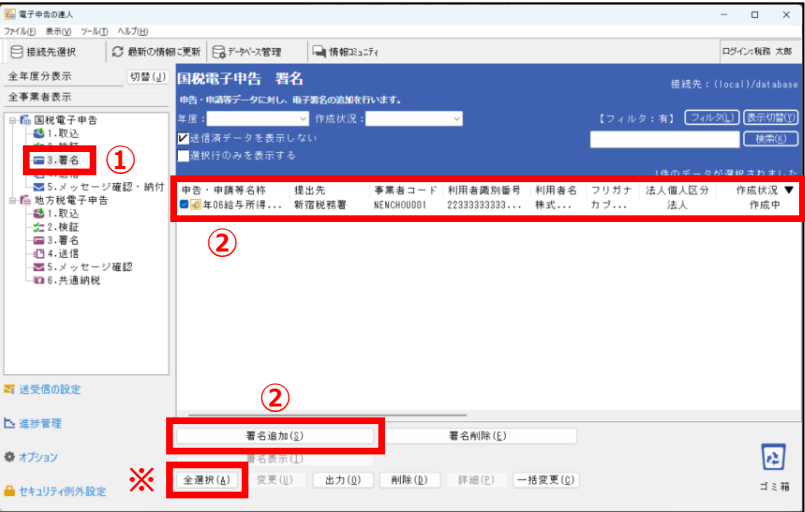 電子申告の達人
ファイル(F) 表示(V) ツール(T) ヘルプ(H)
接続先選択 最新の情報に更新 データベース管理 情報コミュニティ ログイン:税務 太郎
全年度分表示 切替(J)
全事業者表示
国税電子申告
1.取込
3.署名
①
5.メッセージ確認・納付
地方税電子申告
1.取込
2.検証
3.署名
4.送信
5.メッセージ確認
6.共通納税
送受信の設定
進捗管理
オプション
セキュリティ例外設定
国税電子申告 署名
接続先:(local)/database
申告・申請等データに対し、電子署名の追加を行います。
年度: 作成状況: 【フィルタ:有】 フィルタ(L) 表示切替(Y)
送信済データを表示しない 検索(K)
選択行のみを表示する
1件のデータが選択されました
申告・申請等名称 提出先 事業者コード 利用者識別番号 利用者名 フリガナ 法人個人区分 作成状況 ▼
年06給与所得... 新宿税務署 NENCHOU001 22333333333... 株式... カブ... 法人 作成中
②
②
署名追加(S) 署名削除(E)
署名表示(I)
※
全選択(A) 変更(U) 出力(O) 削除(D) 詳細(P) 一括変更(C)
ゴミ箱